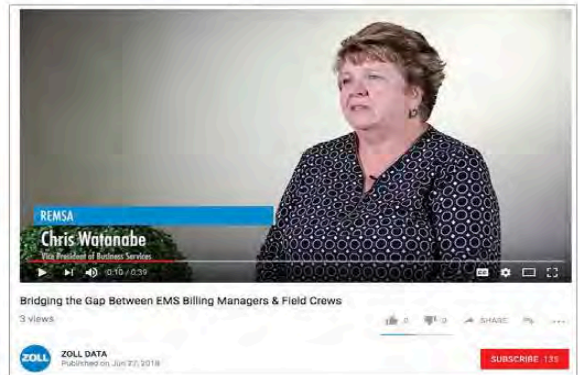 REMSA
Chris Watanabe
Vice President of Business Services
0:10 / 0:39
CC
Bridging the Gap Between EMS Billing Managers & Field Crews
3 views
0 0 SHARE
ZOLL ZOLL DATA
Published on Jun 27, 2018
SUBSCRIBE 135